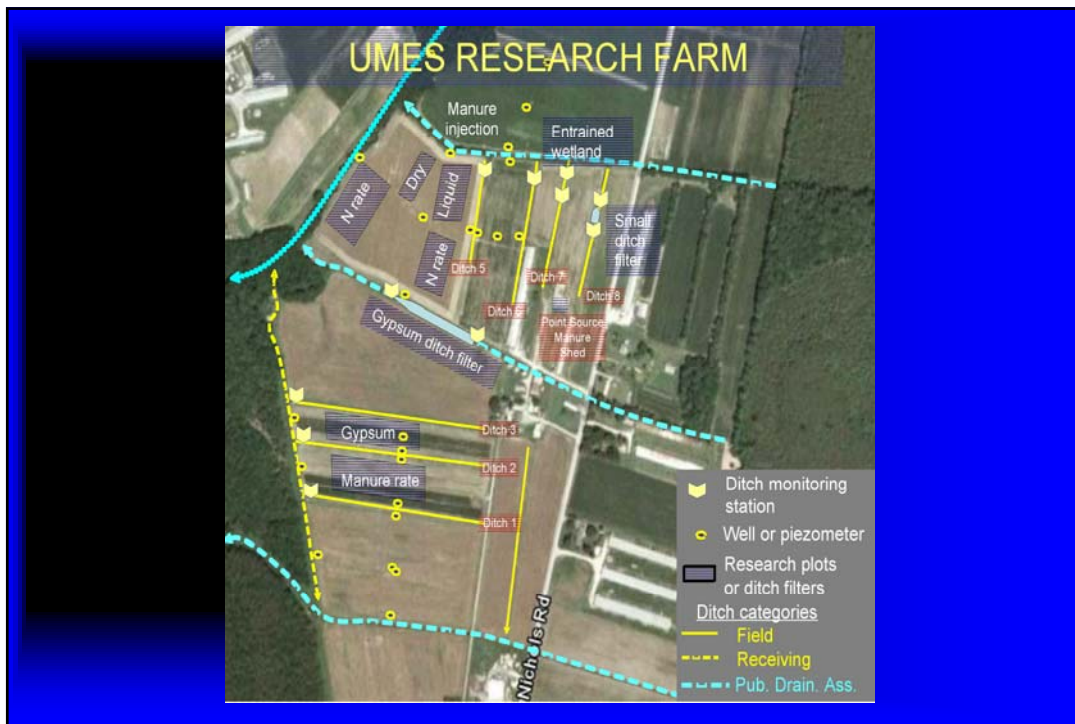 UMES RESEARCH FARM
Manure
injection
Entrained
wetland
N rate
Dry
Liquid
N rate
Small
ditch
filter
Ditch 5
Ditch 6
Ditch 7
Ditch 8
Point Source
Manure
Shed
Gypsum ditch filter
Gypsum
Ditch 3
Ditch 2
Manure rate
Ditch 1
Nichols Rd
Ditch monitoring
station
Well or piezometer
Research plots
or ditch filters
Ditch categories
Field
Receiving
Pub. Drain. Ass.